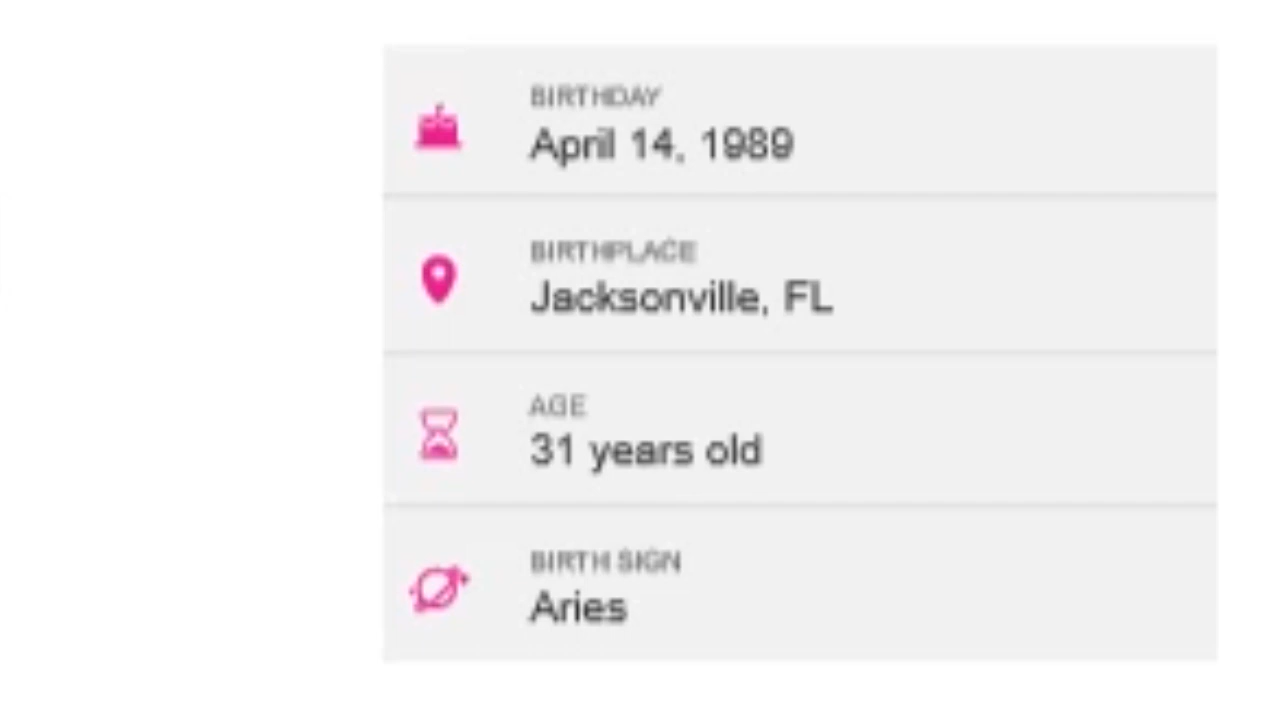 BIRTHDAY
April 14, 1989
BIRTHPLACE
Jacksonville, FL
AGE
31 years old
BIRTH SIGN
Aries